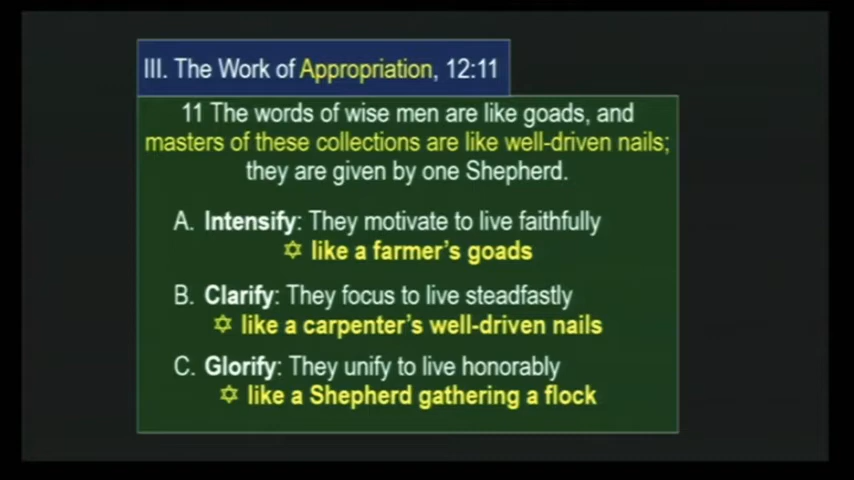 III. The Work of Appropriation, 12:11
11 The words of wise men are like goads, and
masters of these collections are like well-driven nails;
they are given by one Shepherd.
A. Intensify: They motivate to live faithfully
✡ like a farmer's goads
B. Clarify: They focus to live steadfastly
✡ like a carpenter's well-driven nails
C. Glorify: They unify to live honorably
✡ like a Shepherd gathering a flock